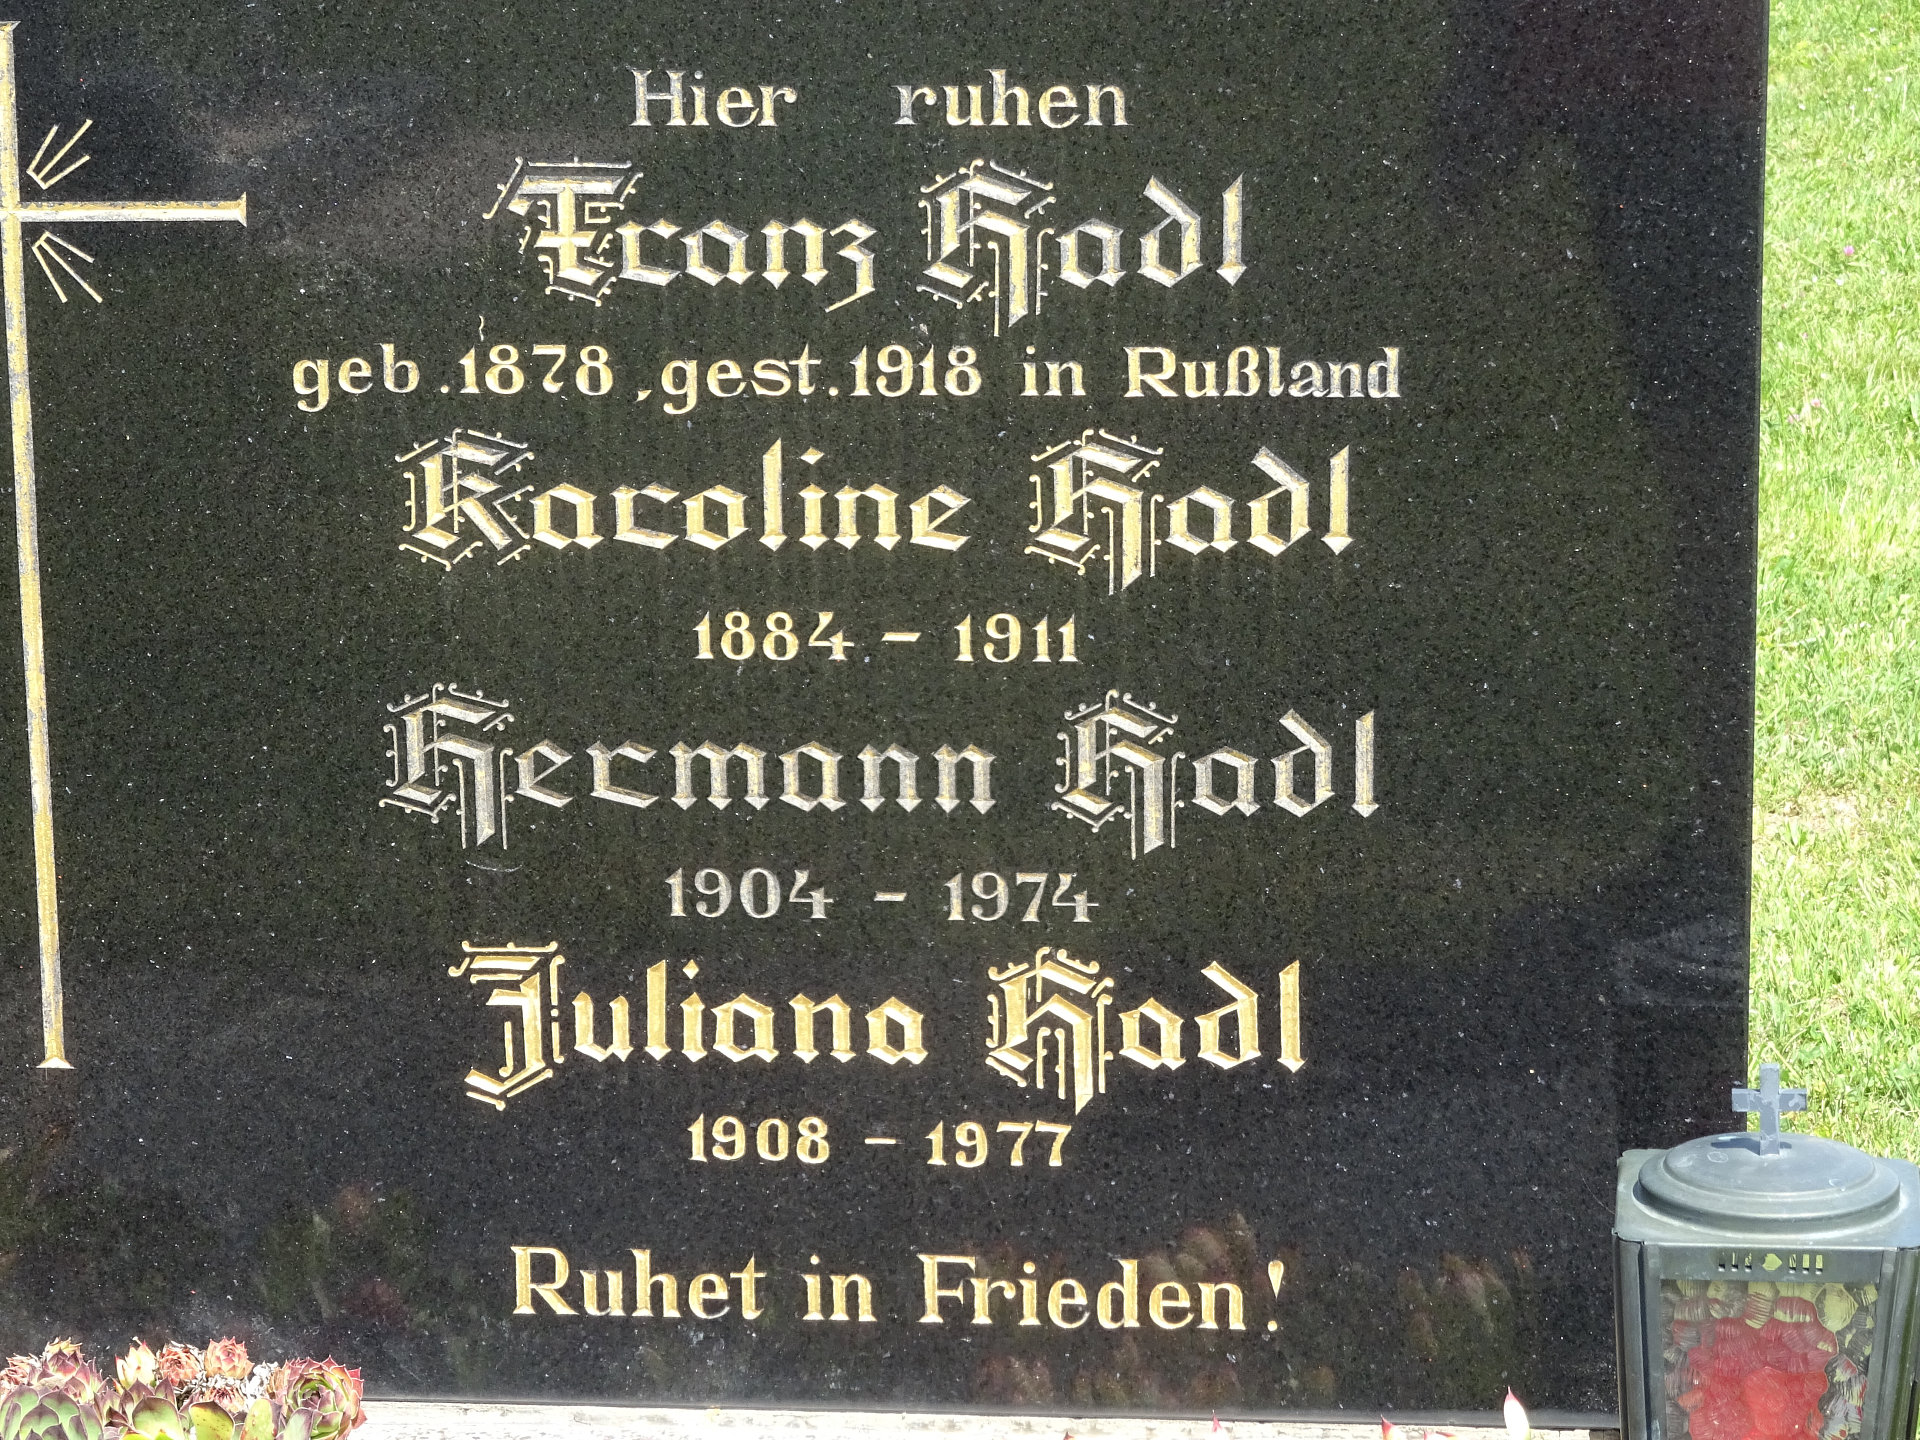 Hier ruhen
Franz Hadl
geb. 1878, gest. 1918 in Rußland
Karoline Hadl
1884 - 1911
Hermann Hadl
1904 - 1974
Juliana Hadl
1908 - 1977
Ruhet in Frieden!